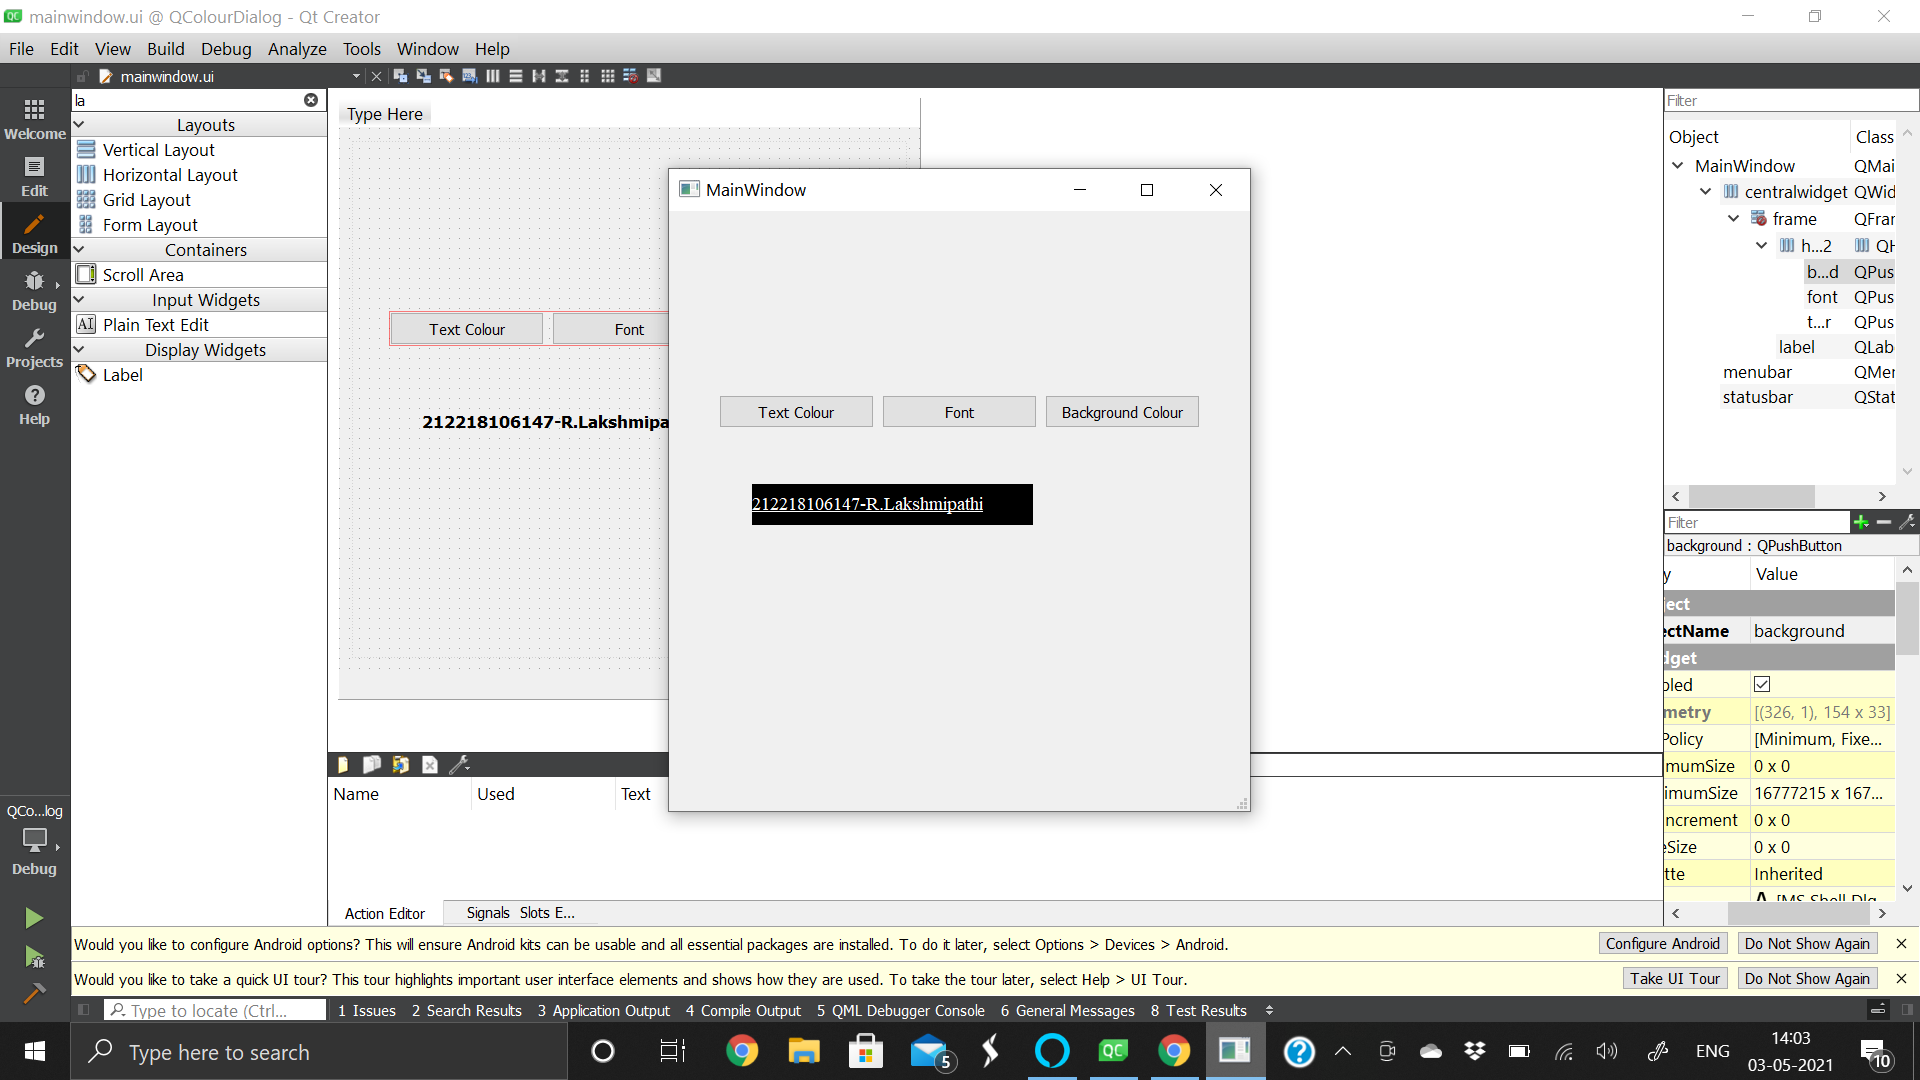 mainwindow.ui @ QColourDialog - Qt Creator
File Edit View Build Debug Analyze Tools Window Help
mainwindow.ui
la
Layouts
Vertical Layout
Horizontal Layout
Grid Layout
Form Layout
Containers
Scroll Area
Input Widgets
Plain Text Edit
Display Widgets
Label
Welcome
Edit
Design
Debug
Projects
Help
QCo...log
Debug
Type Here
Text Colour
Font
212218106147-R.Lakshmipa
MainWindow
Text Colour
Font
Background Colour
212218106147-R.Lakshmipathi
Name Used Text
Action Editor
Signals Slots E...
Filter
Object Class
MainWindow QMai
centralwidget QWid
frame QFrar
h...2 QH
b...d QPus
font QPus
t...r QPus
label QLab
menubar QMer
statusbar QStat
Filter
background : QPushButton
y Value
ject
ectName background
dget
bled
metry [(326, 1), 154 x 33]
Policy [Minimum, Fixe...
mumSize 0 x 0
imumSize 16777215 x 167...
ncrement 0 x 0
eSize 0 x 0
tte Inherited
A [MS Shell Dlg
Would you like to configure Android options? This will ensure Android kits can be usable and all essential packages are installed. To do it later, select Options > Devices > Android.
Configure Android
Do Not Show Again
Would you like to take a quick UI tour? This tour highlights important user interface elements and shows how they are used. To take the tour later, select Help > UI Tour.
Take UI Tour
Do Not Show Again
Type to locate (Ctrl...
1 Issues 2 Search Results 3 Application Output 4 Compile Output 5 QML Debugger Console 6 General Messages 8 Test Results
Type here to search
5
QC
ENG
14:03
03-05-2021
10